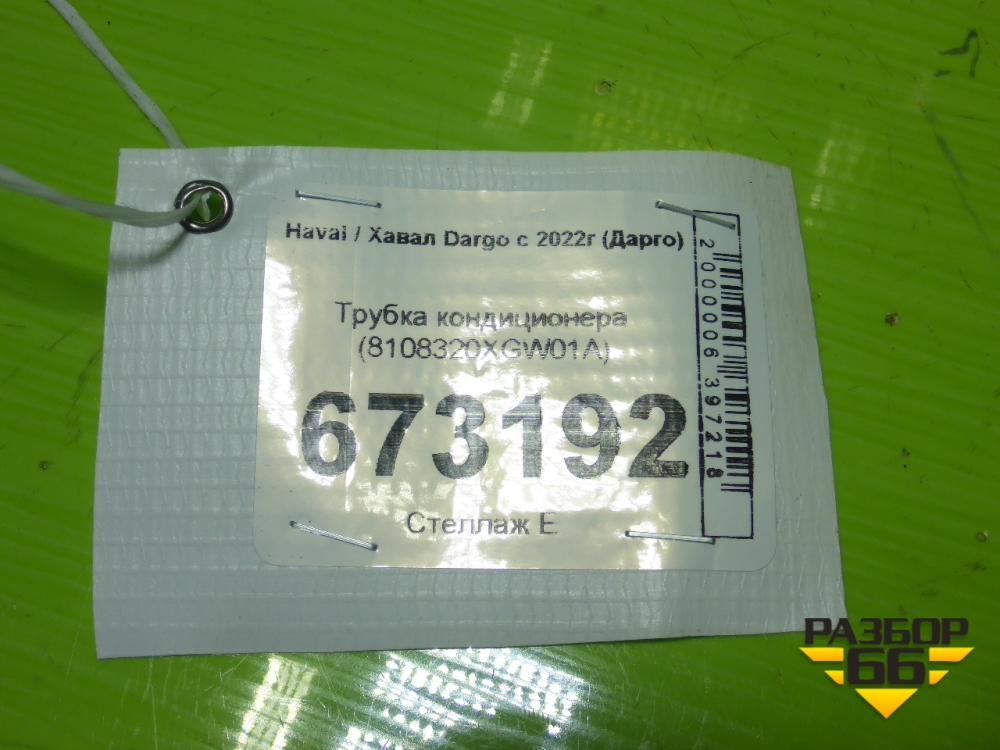 Haval / Хавал Dargo с 2022г (Дарго)
Трубка кондиционера
(8108320XGW01A)
673192
Стеллаж Е
2000006397218
РАЗБОР
66